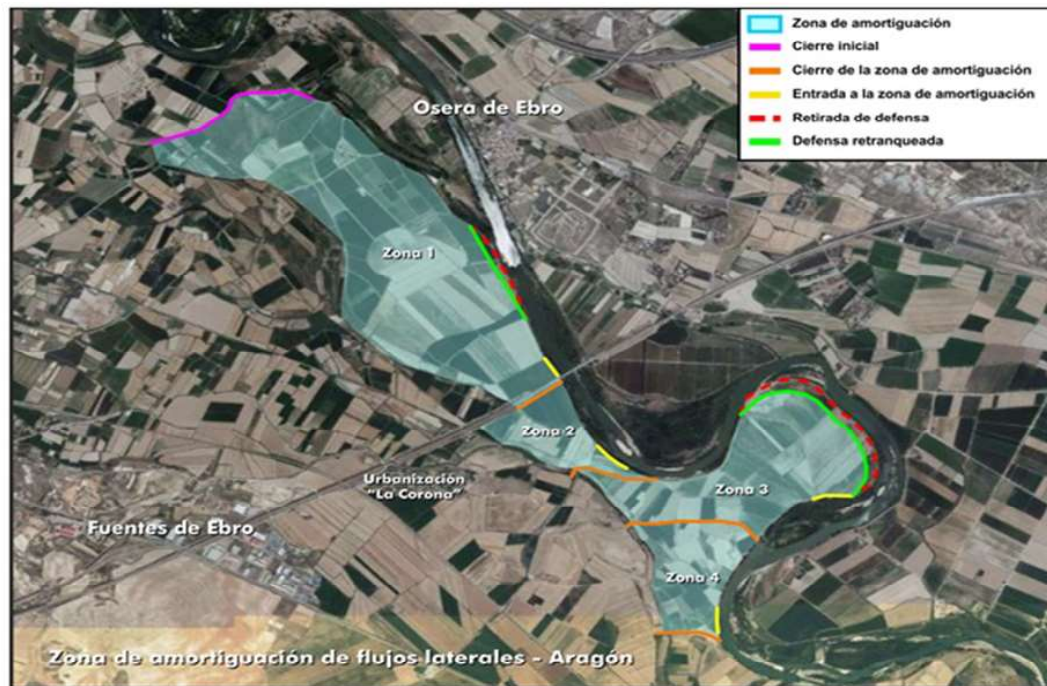 Zona de amortiguación
Cierre inicial
Cierre de la zona de amortiguación
Entrada a la zona de amortiguación
Retirada de defensa
Defensa retranqueada
Osera de Ebro
Zona 1
Zona 2
Urbanización
"La Corona"
Zona 3
Fuentes de Ebro
Zona 4
Zona de amortiguación de flujos laterales - Aragón